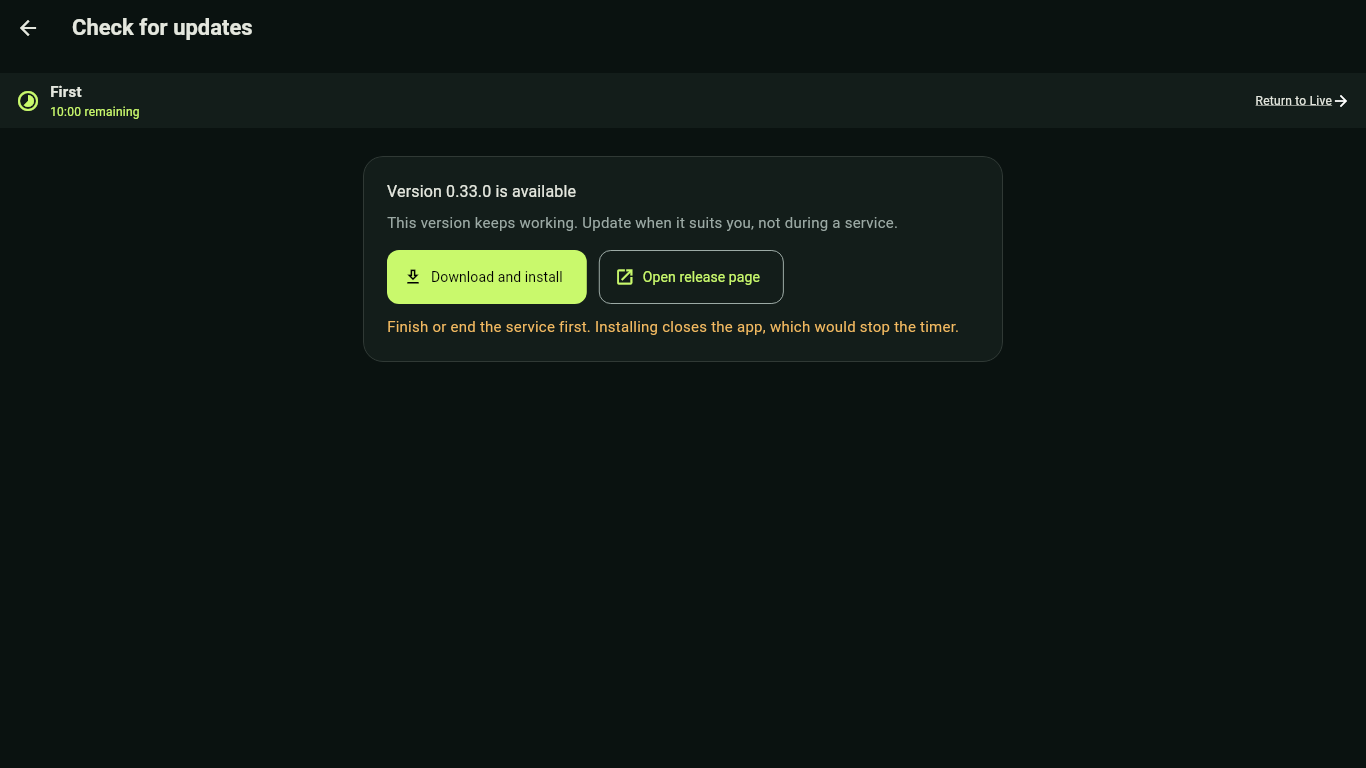 Check for updates
First
10:00 remaining
Return to Live
Version 0.33.0 is available
This version keeps working. Update when it suits you, not during a service.
Download and install
Open release page
Finish or end the service first. Installing closes the app, which would stop the timer.